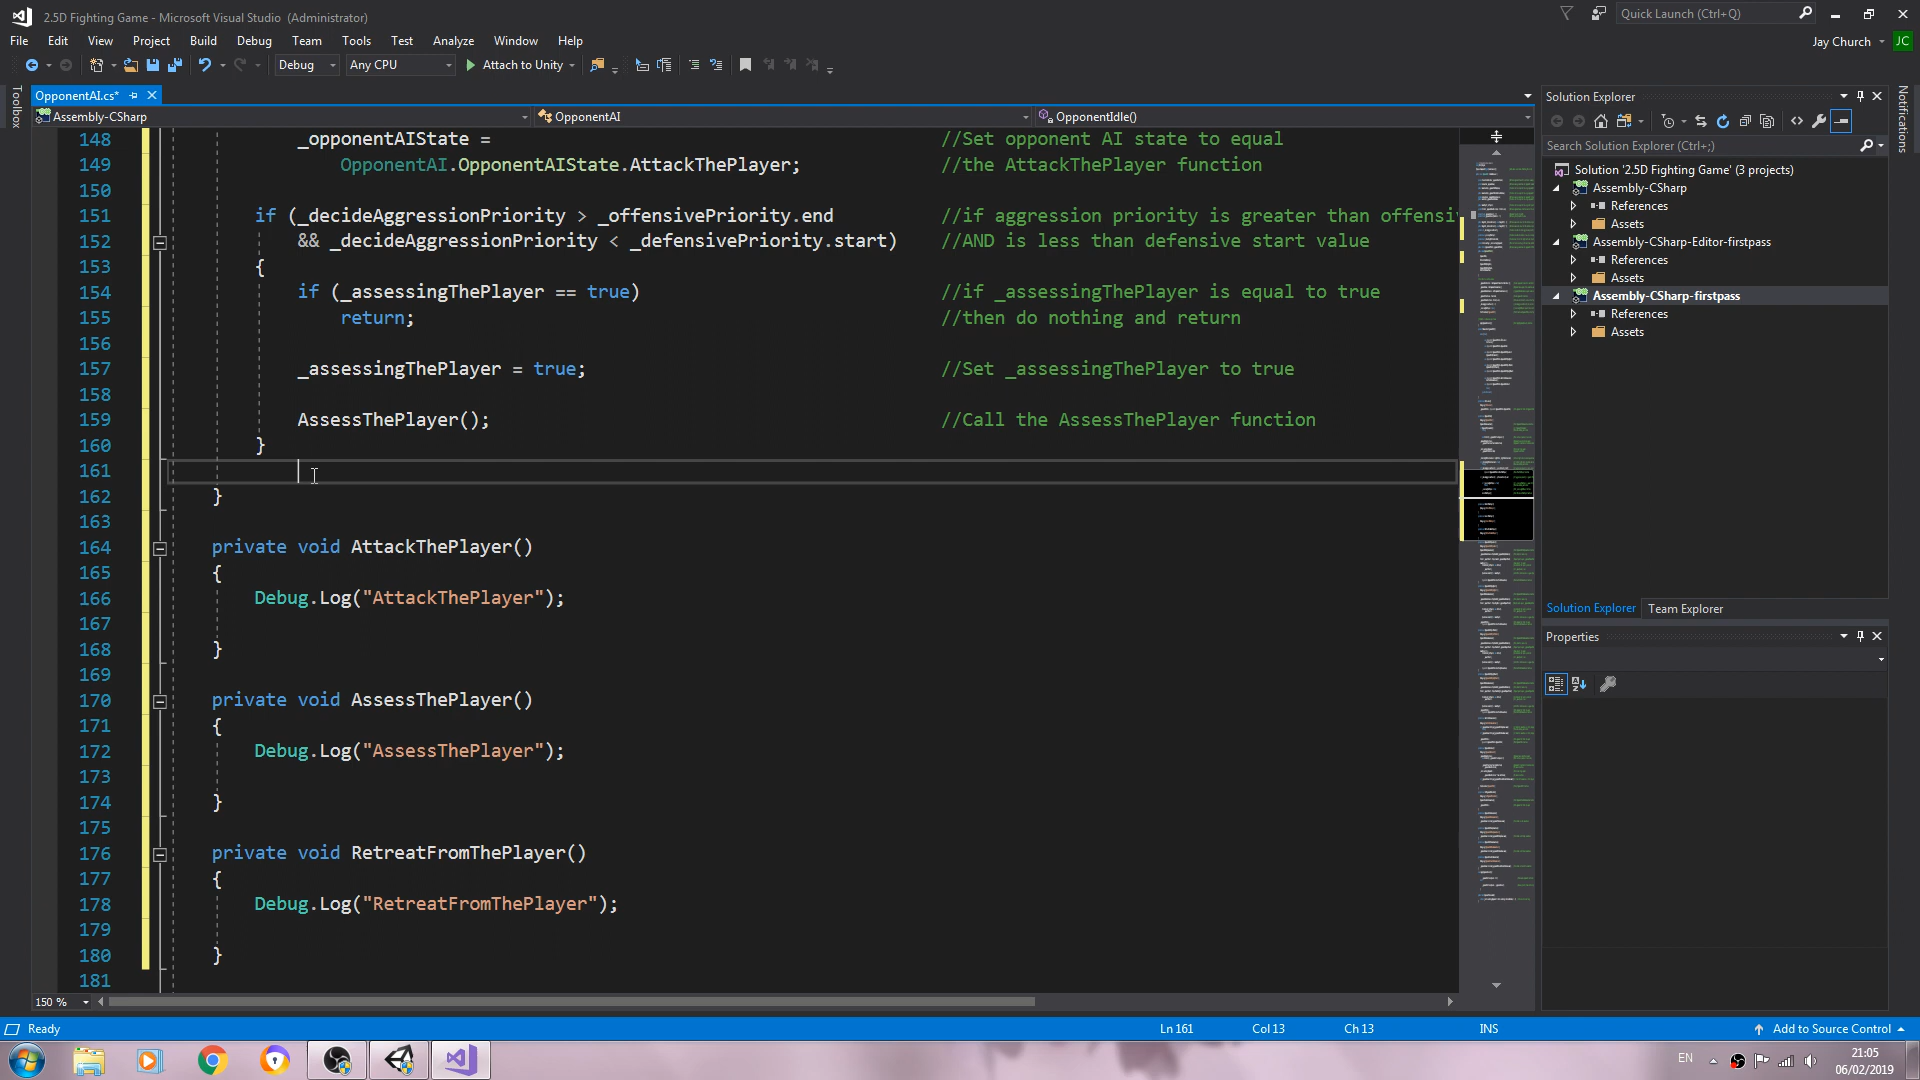 2.5D Fighting Game - Microsoft Visual Studio (Administrator)
Quick Launch (Ctrl+Q)
File Edit View Project Build Debug Team Tools Test Analyze Window Help
Jay Church JC
Debug Any CPU Attach to Unity
Toolbox
OpponentAI.cs*
Assembly-CSharp OpponentAI OpponentIdle()
148 _opponentAIState = //Set opponent AI state to equal
149 OpponentAI.OpponentAIState.AttackThePlayer; //the AttackThePlayer function
150
151 if (_decideAggressionPriority > _offensivePriority.end //if aggression priority is greater than offensi
152 && _decideAggressionPriority < _defensivePriority.start) //AND is less than defensive start value
153 {
154 if (_assessingThePlayer == true) //if _assessingThePlayer is equal to true
155 return; //then do nothing and return
156
157 _assessingThePlayer = true; //Set _assessingThePlayer to true
158
159 AssessThePlayer(); //Call the AssessThePlayer function
160 }
161
162 }
163
164 private void AttackThePlayer()
165 {
166 Debug.Log("AttackThePlayer");
167
168 }
169
170 private void AssessThePlayer()
171 {
172 Debug.Log("AssessThePlayer");
173
174 }
175
176 private void RetreatFromThePlayer()
177 {
178 Debug.Log("RetreatFromThePlayer");
179
180 }
181
150 %
Solution Explorer
Search Solution Explorer (Ctrl+;)
Solution '2.5D Fighting Game' (3 projects)
Assembly-CSharp
References
Assets
Assembly-CSharp-Editor-firstpass
References
Assets
Assembly-CSharp-firstpass
References
Assets
Solution Explorer Team Explorer
Properties
Notifications
Ready Ln 161 Col 13 Ch 13 INS Add to Source Control
EN
21:05
06/02/2019